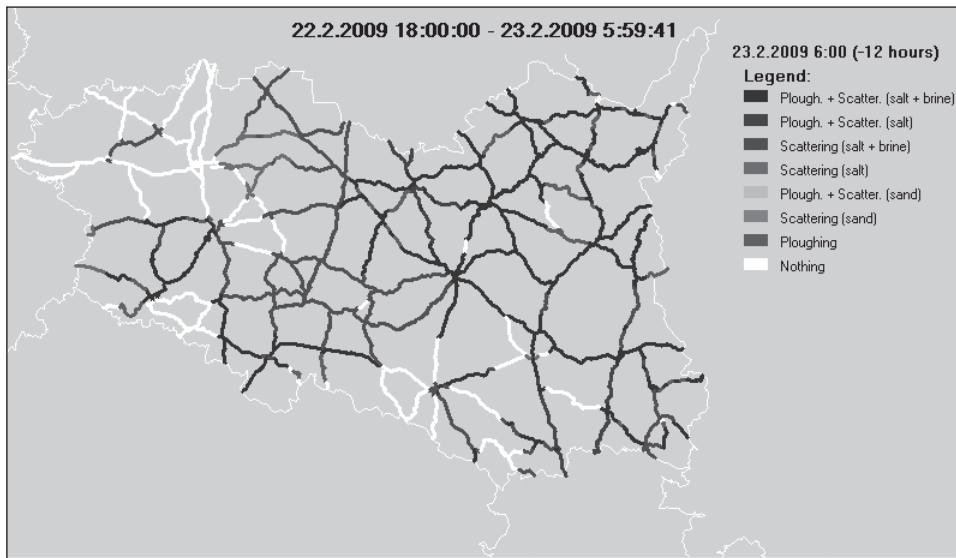 22.2.2009 18:00:00 - 23.2.2009 5:59:41
23.2.2009 6:00 (-12 hours)
Legend:
Plough. + Scatter. (salt + brine)
Plough. + Scatter. (salt)
Scattering (salt + brine)
Scattering (salt)
Plough. + Scatter. (sand)
Scattering (sand)
Ploughing
Nothing